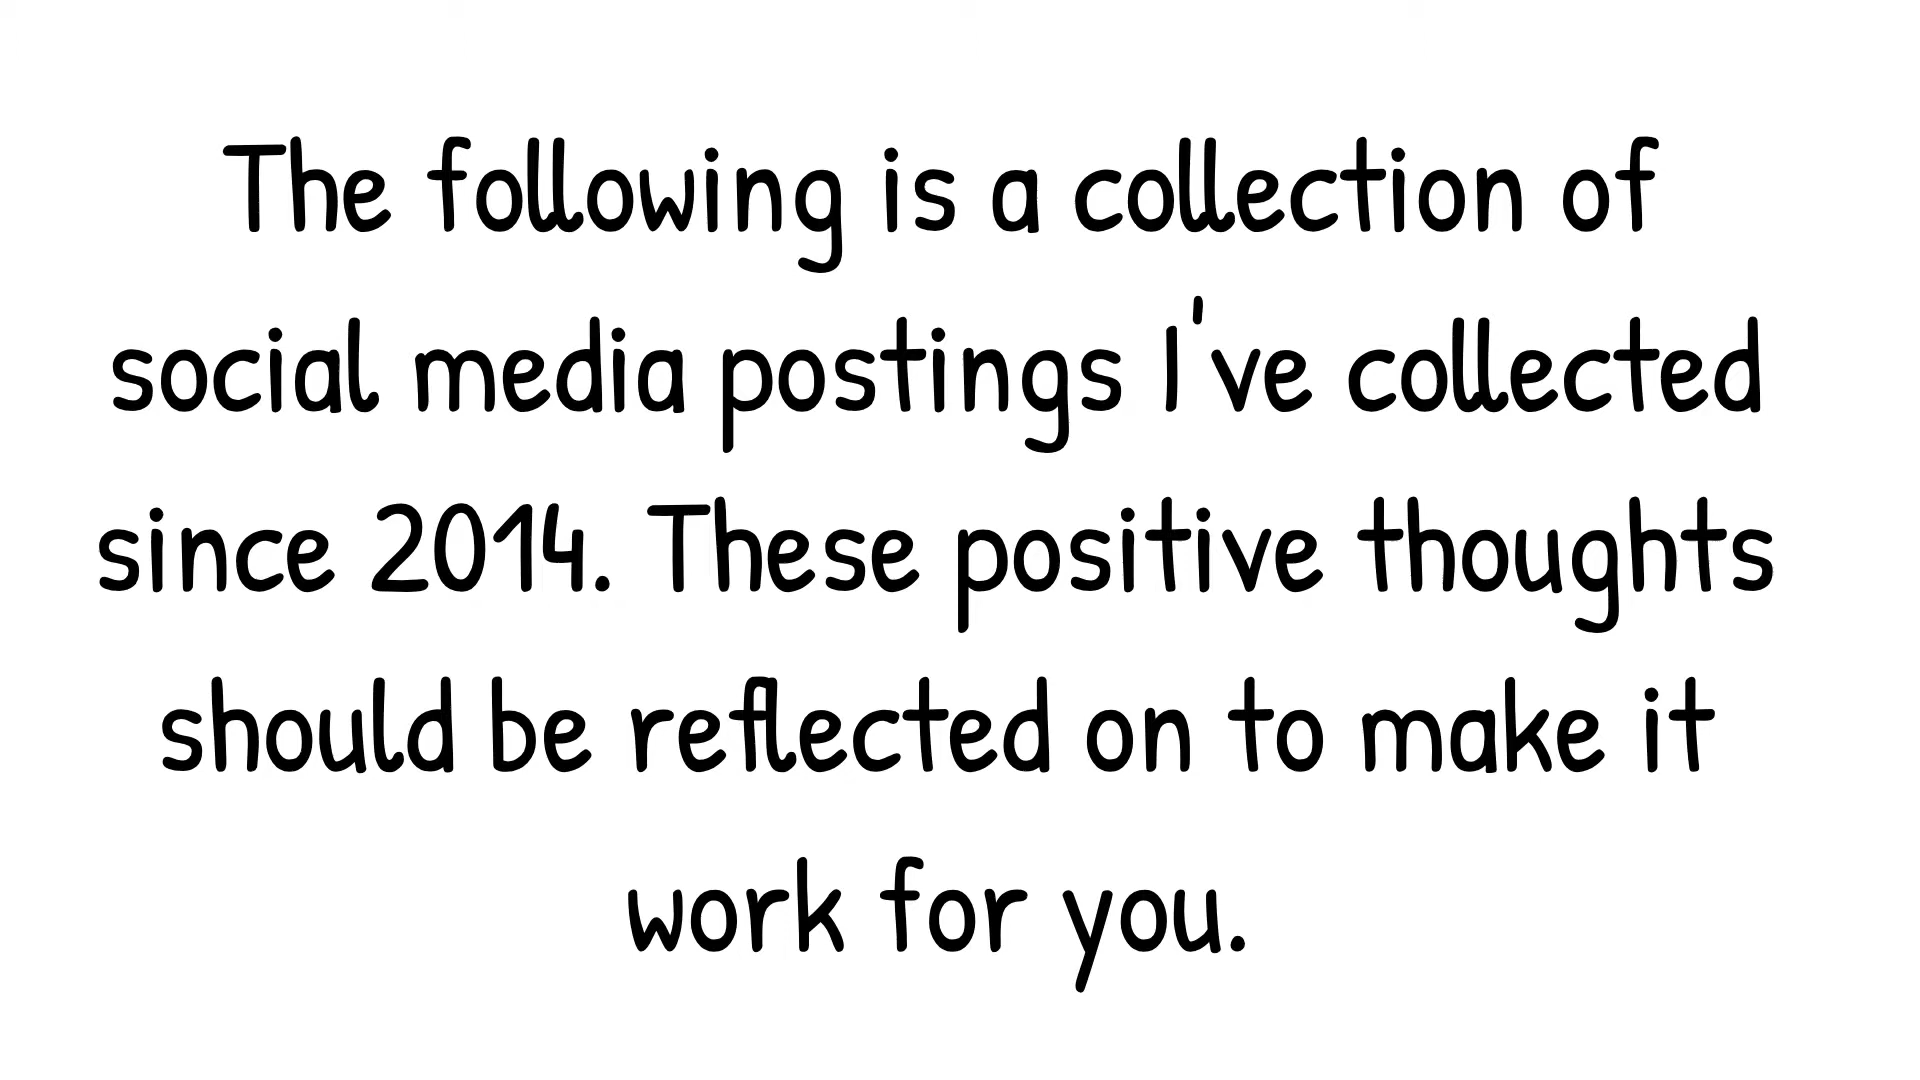 The following is a collection of
social media postings I've collected
since 2014. These positive thoughts
should be reflected on to make it
work for you.